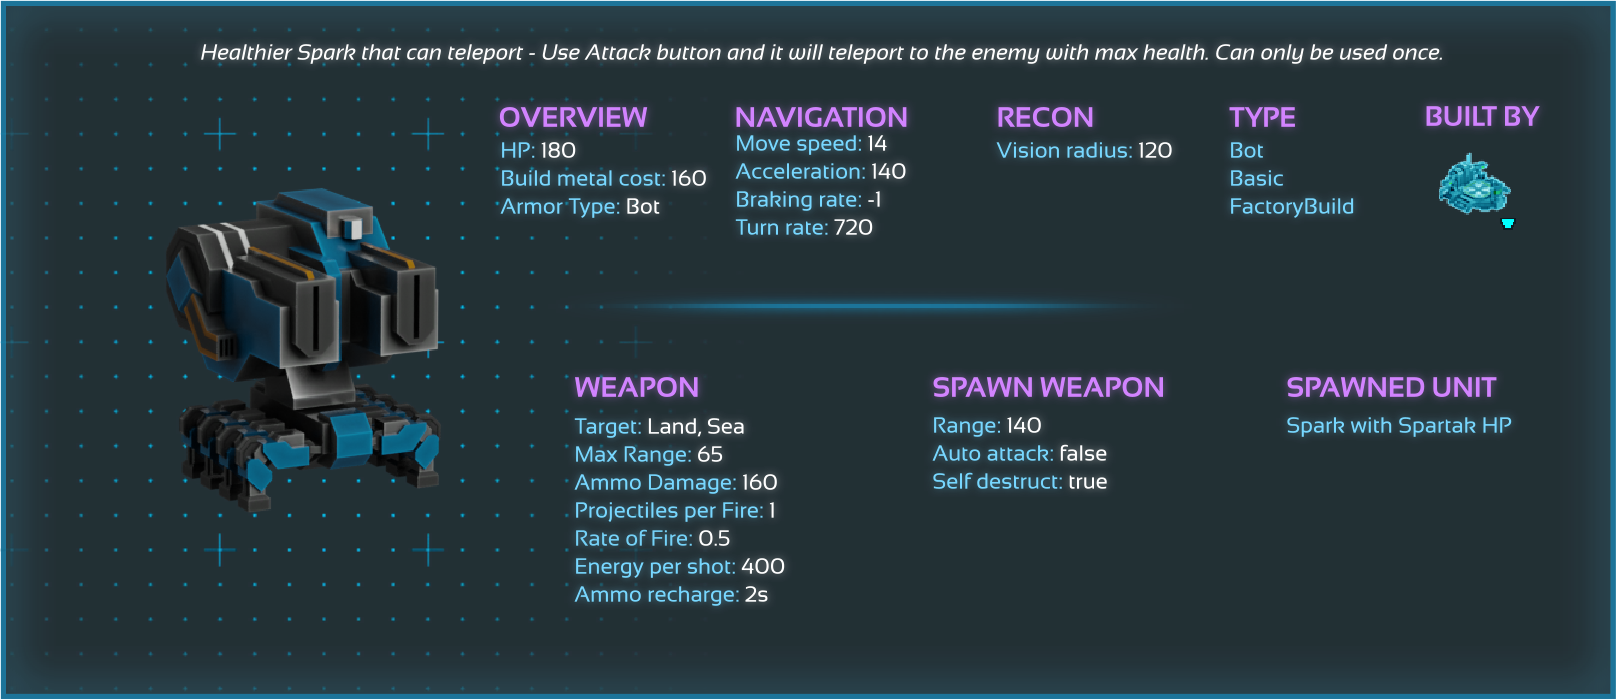 Healthier Spark that can teleport - Use Attack button and it will teleport to the enemy with max health. Can only be used once.
OVERVIEW
HP: 180
Build metal cost: 160
Armor Type: Bot
NAVIGATION
Move speed: 14
Acceleration: 140
Braking rate: -1
Turn rate: 720
RECON
Vision radius: 120
TYPE
Bot
Basic
FactoryBuild
BUILT BY
WEAPON
Target: Land, Sea
Max Range: 65
Ammo Damage: 160
Projectiles per Fire: 1
Rate of Fire: 0.5
Energy per shot: 400
Ammo recharge: 2s
SPAWN WEAPON
Range: 140
Auto attack: false
Self destruct: true
SPAWNED UNIT
Spark with Spartak HP